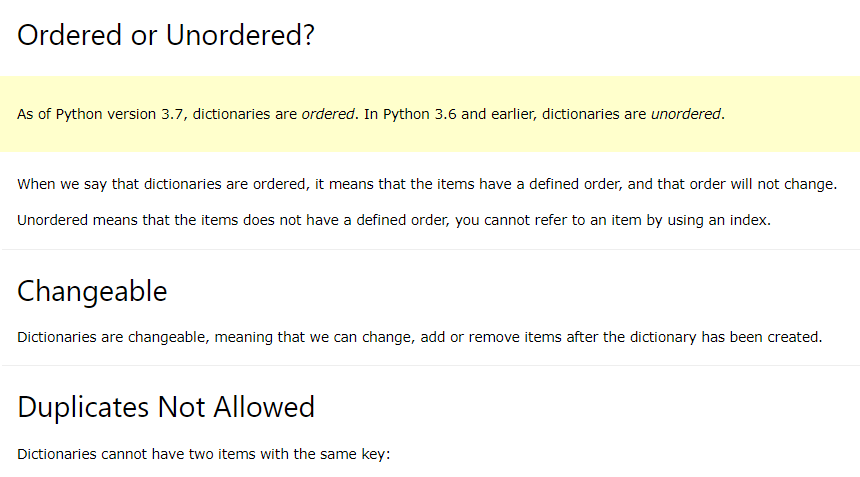 Ordered or Unordered?
As of Python version 3.7, dictionaries are ordered. In Python 3.6 and earlier, dictionaries are unordered.
When we say that dictionaries are ordered, it means that the items have a defined order, and that order will not change.
Unordered means that the items does not have a defined order, you cannot refer to an item by using an index.
Changeable
Dictionaries are changeable, meaning that we can change, add or remove items after the dictionary has been created.
Duplicates Not Allowed
Dictionaries cannot have two items with the same key: